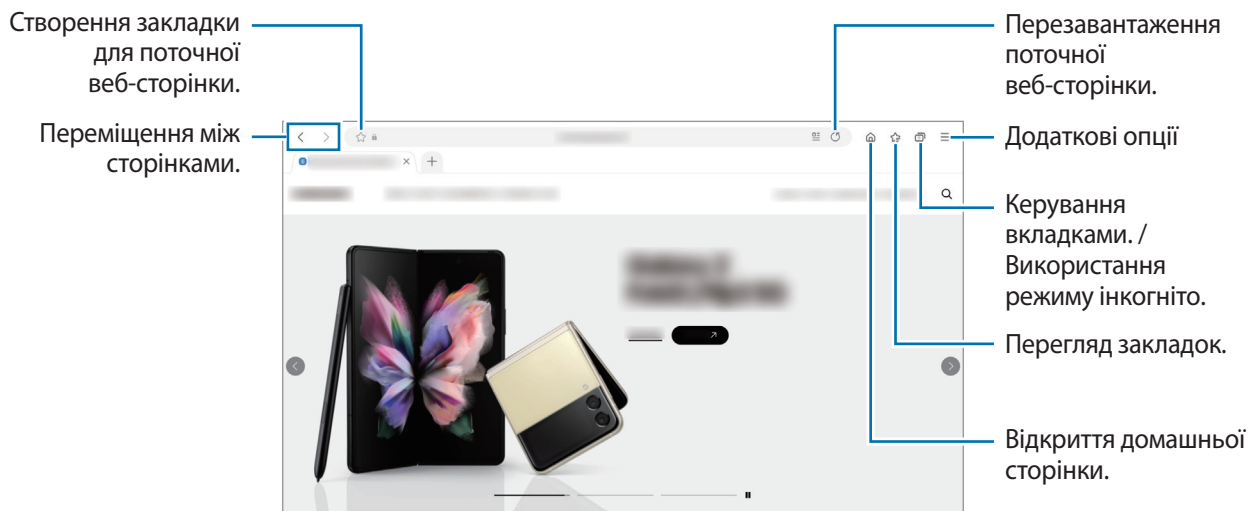 Створення закладки
для поточної
веб-сторінки.
Переміщення між
сторінками.
Перезавантаження
поточної
веб-сторінки.
Додаткові опції
Керування
вкладками. /
Використання
режиму інкогніто.
Перегляд закладок.
Відкриття домашньої
сторінки.